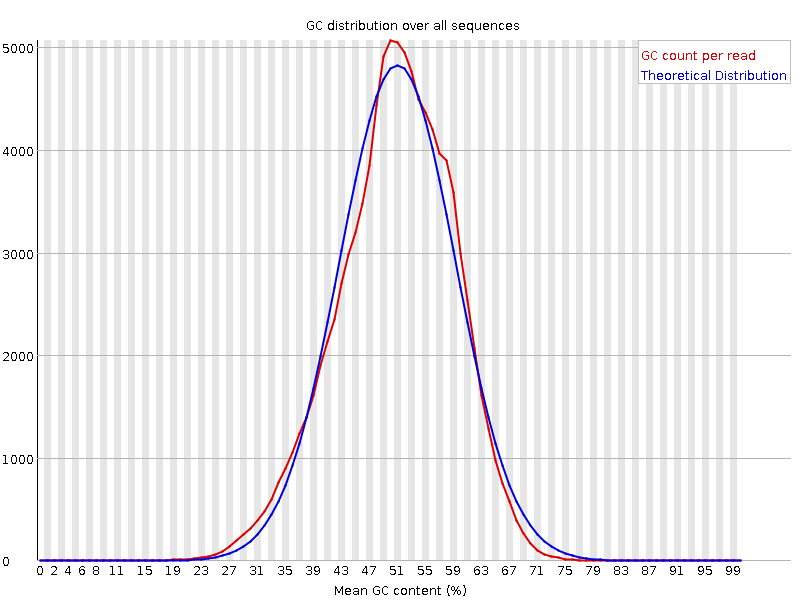 GC distribution over all sequences
GC count per read
Theoretical Distribution
5000
4000
3000
2000
1000
0
0 2 4 6 8 11 15 19 23 27 31 35 39 43 47 51 55 59 63 67 71 75 79 83 87 91 95 99
Mean GC content (%)